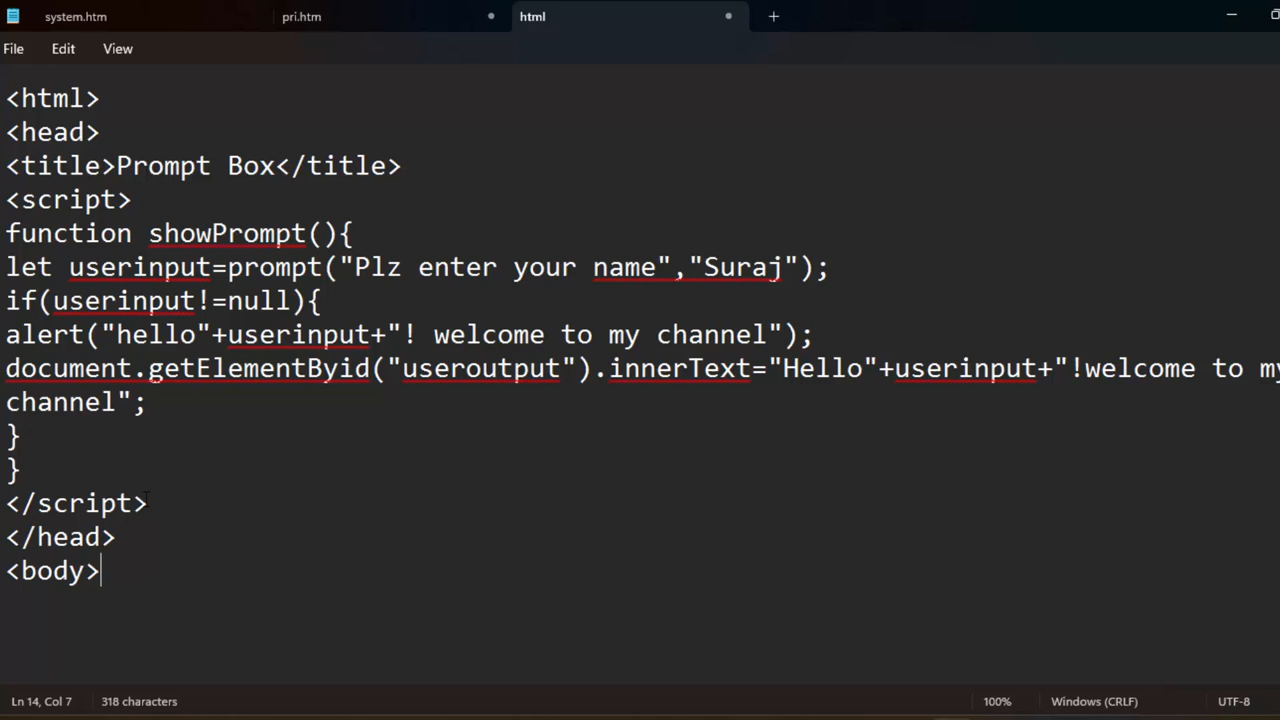 system.htm pri.htm html
File Edit View
<html>
<head>
<title>Prompt Box</title>
<script>
function showPrompt(){
let userinput=prompt("Plz enter your name","Suraj");
if(userinput!=null){
alert("hello"+userinput+"! welcome to my channel");
document.getElementByid("useroutput").innerText="Hello"+userinput+"!welcome to my
channel";
}
}
</script>
</head>
<body>
Ln 14, Col 7 318 characters 100% Windows (CRLF) UTF-8